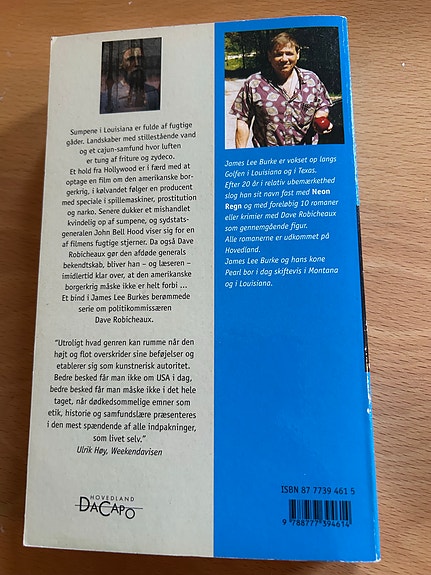 Sumpene i Louisiana er fulde af fugtige
gåder. Landskaber med stillestående vand
og et cajun-samfund hvor luften
er tung af friture og zydeco.
Et hold fra Hollywood er i færd med at
optage en film om den amerikanske bor-
gerkrig, i kølvandet følger en producent
med speciale i spillemaskiner, prostitution
og narko. Senere dukker et mishandlet
kvindelig op af sumpene, og sydstats-
generalen John Bell Hood viser sig for en
af filmens fugtige stjerner. Da også Dave
Robicheaux gør den afdøde generals
bekendtskab, bliver han – og læseren –
imidlertid klar over, at den amerikanske
borgerkrig måske ikke er helt forbi ...
Et bind i James Lee Burkes berømmede
serie om politikommissæren
Dave Robicheaux.
"Utroligt hvad genren kan rumme når den
højt og flot overskrider sine beføjelser og
etablerer sig som kunstnerisk autoritet.
Bedre besked får man ikke om USA i dag,
bedre besked får man måske ikke i det hele
taget, når dødkedsommelige emner som
etik, historie og samfundslære præsenteres
i den mest spændende af alle indpakninger,
som livet selv."
Ulrik Høy, Weekendavisen
HOVEDLAND
DACAPO
James Lee Burke er vokset op langs
Golfen i Louisiana og i Texas.
Efter 20 år i relativ ubemærkethed
slog han sit navn fast med Neon
Regn og med foreløbig 10 romaner
eller krimier med Dave Robicheaux
som gennemgående figur.
Alle romanerne er udkommet på
Hovedland.
James Lee Burke og hans kone
Pearl bor i dag skiftevis i Montana
og i Louisiana.
ISBN 87 7739 461 5
9 788777 394614